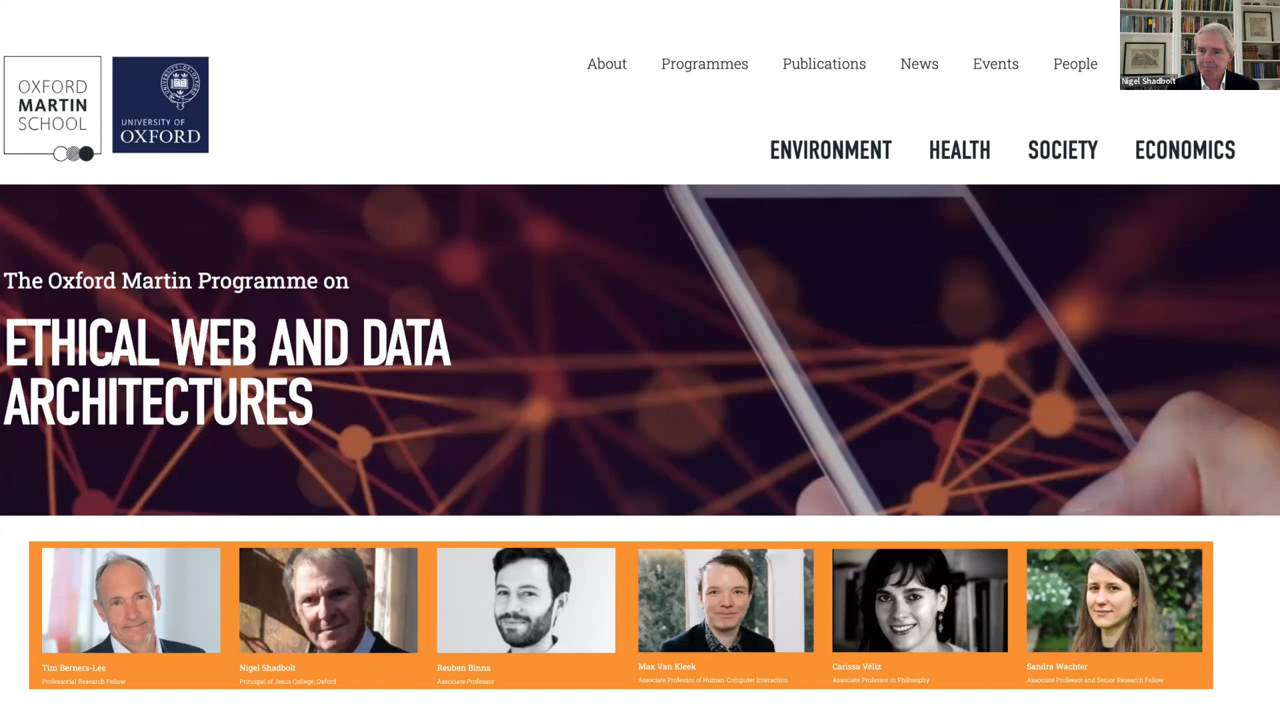 OXFORD
MARTIN
SCHOOL
UNIVERSITY OF
OXFORD
About Programmes Publications News Events People
Nigel Shadbolt
ENVIRONMENT HEALTH SOCIETY ECONOMICS
The Oxford Martin Programme on
ETHICAL WEB AND DATA
ARCHITECTURES
Tim Berners-Lee
Professorial Research Fellow
Nigel Shadbolt
Principal of Jesus College, Oxford
Reuben Binns
Associate Professor
Max Van Kleek
Associate Professor of Human-Computer Interaction
Carissa Véliz
Associate Professor in Philosophy
Sandra Wachter
Associate Professor and Senior Research Fellow